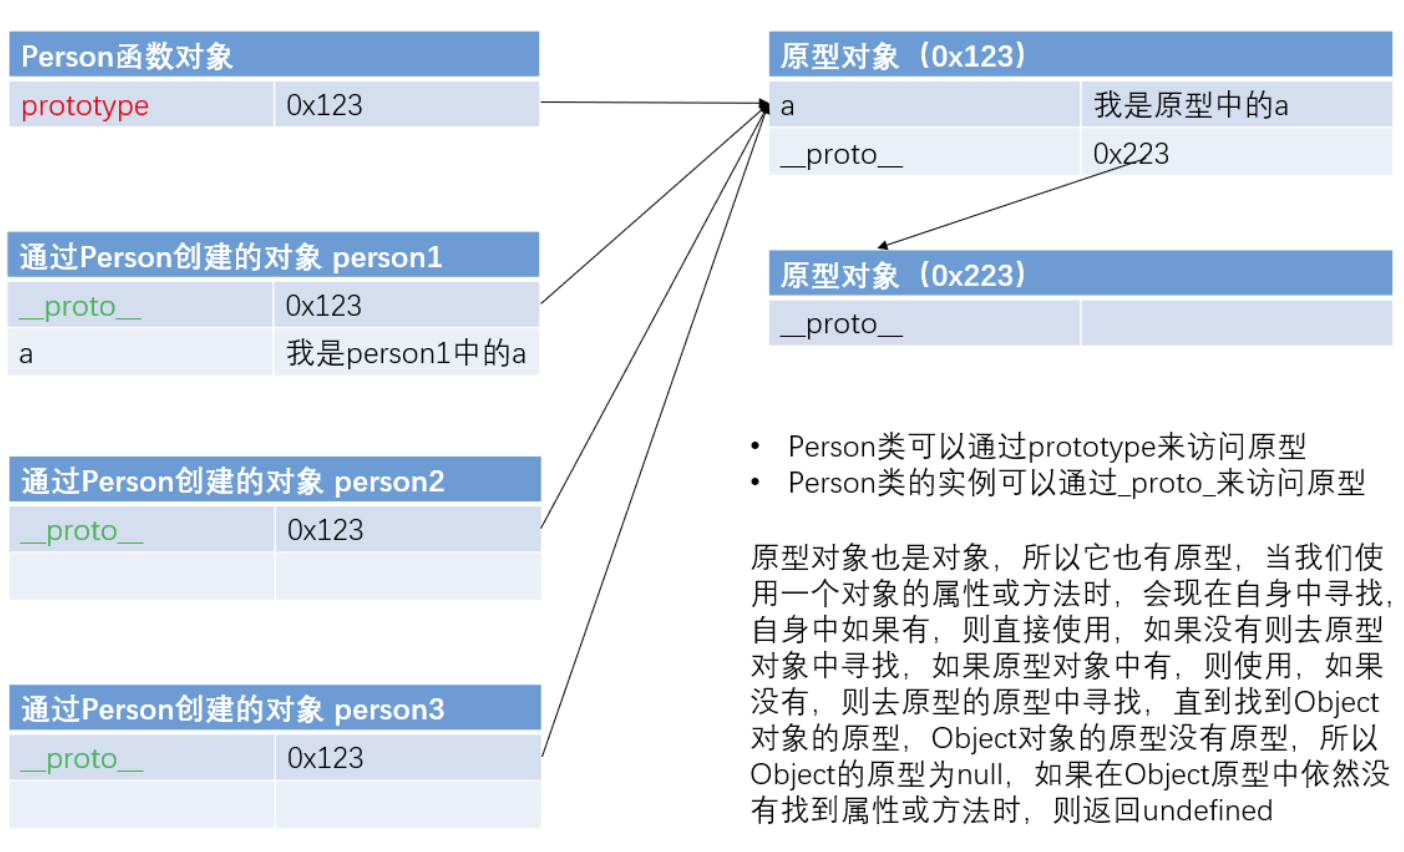 Person函数对象
prototype 0x123
通过Person创建的对象 person1
__proto__ 0x123
a 我是person1中的a
通过Person创建的对象 person2
__proto__ 0x123
通过Person创建的对象 person3
__proto__ 0x123
原型对象（0x123）
a 我是原型中的a
__proto__ 0x223
原型对象（0x223）
__proto__
• Person类可以通过prototype来访问原型
• Person类的实例可以通过_proto_来访问原型
原型对象也是对象，所以它也有原型，当我们使
用一个对象的属性或方法时，会现在自身中寻找，
自身中如果有，则直接使用，如果没有则去原型
对象中寻找，如果原型对象中有，则使用，如果
没有，则去原型的原型中寻找，直到找到Object
对象的原型，Object对象的原型没有原型，所以
Object的原型为null，如果在Object原型中依然没
有找到属性或方法时，则返回undefined